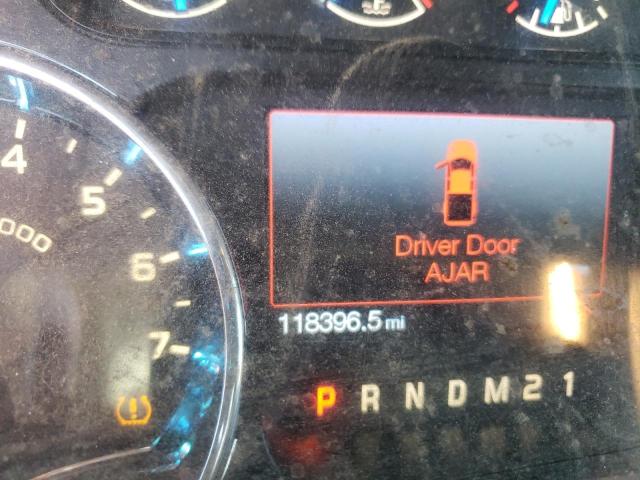 4
5
6
7
000
Driver Door
AJAR
118396.5 mi
P R N D M 2 1